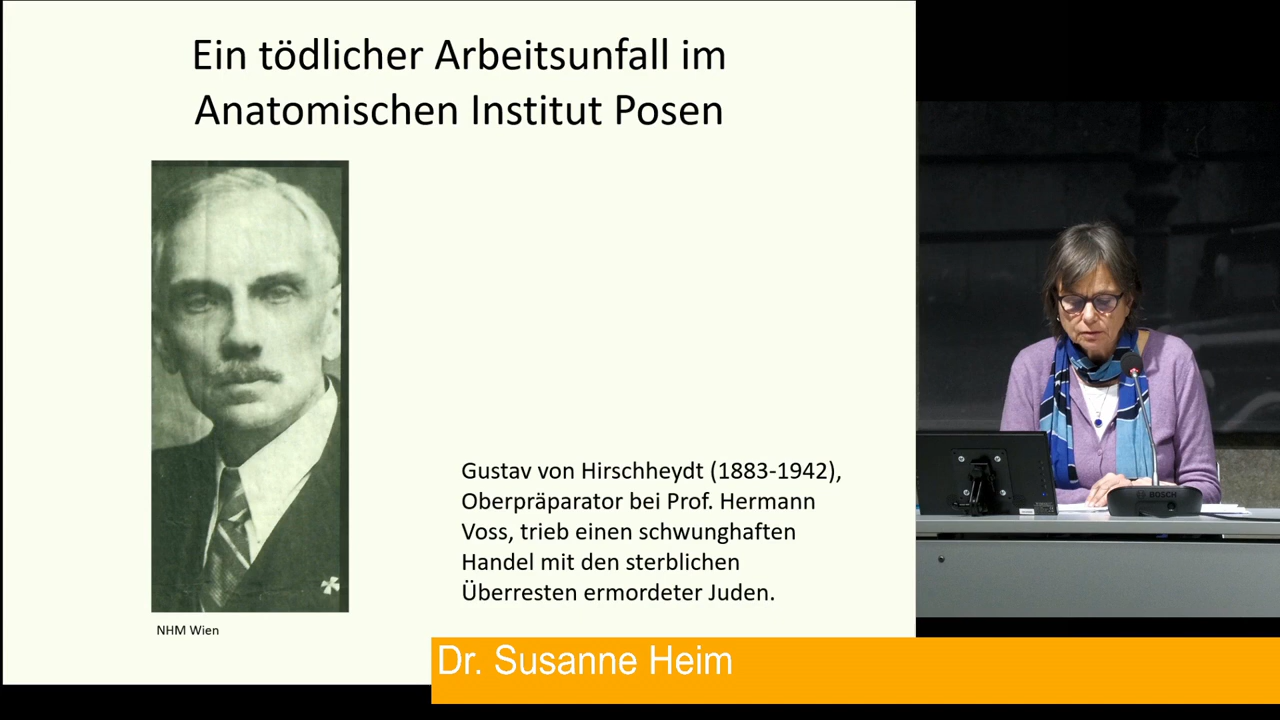 Ein tödlicher Arbeitsunfall im
Anatomischen Institut Posen
NHM Wien
Gustav von Hirschheydt (1883-1942),
Oberpräparator bei Prof. Hermann
Voss, trieb einen schwunghaften
Handel mit den sterblichen
Überresten ermordeter Juden.
BOSCH
Dr. Susanne Heim